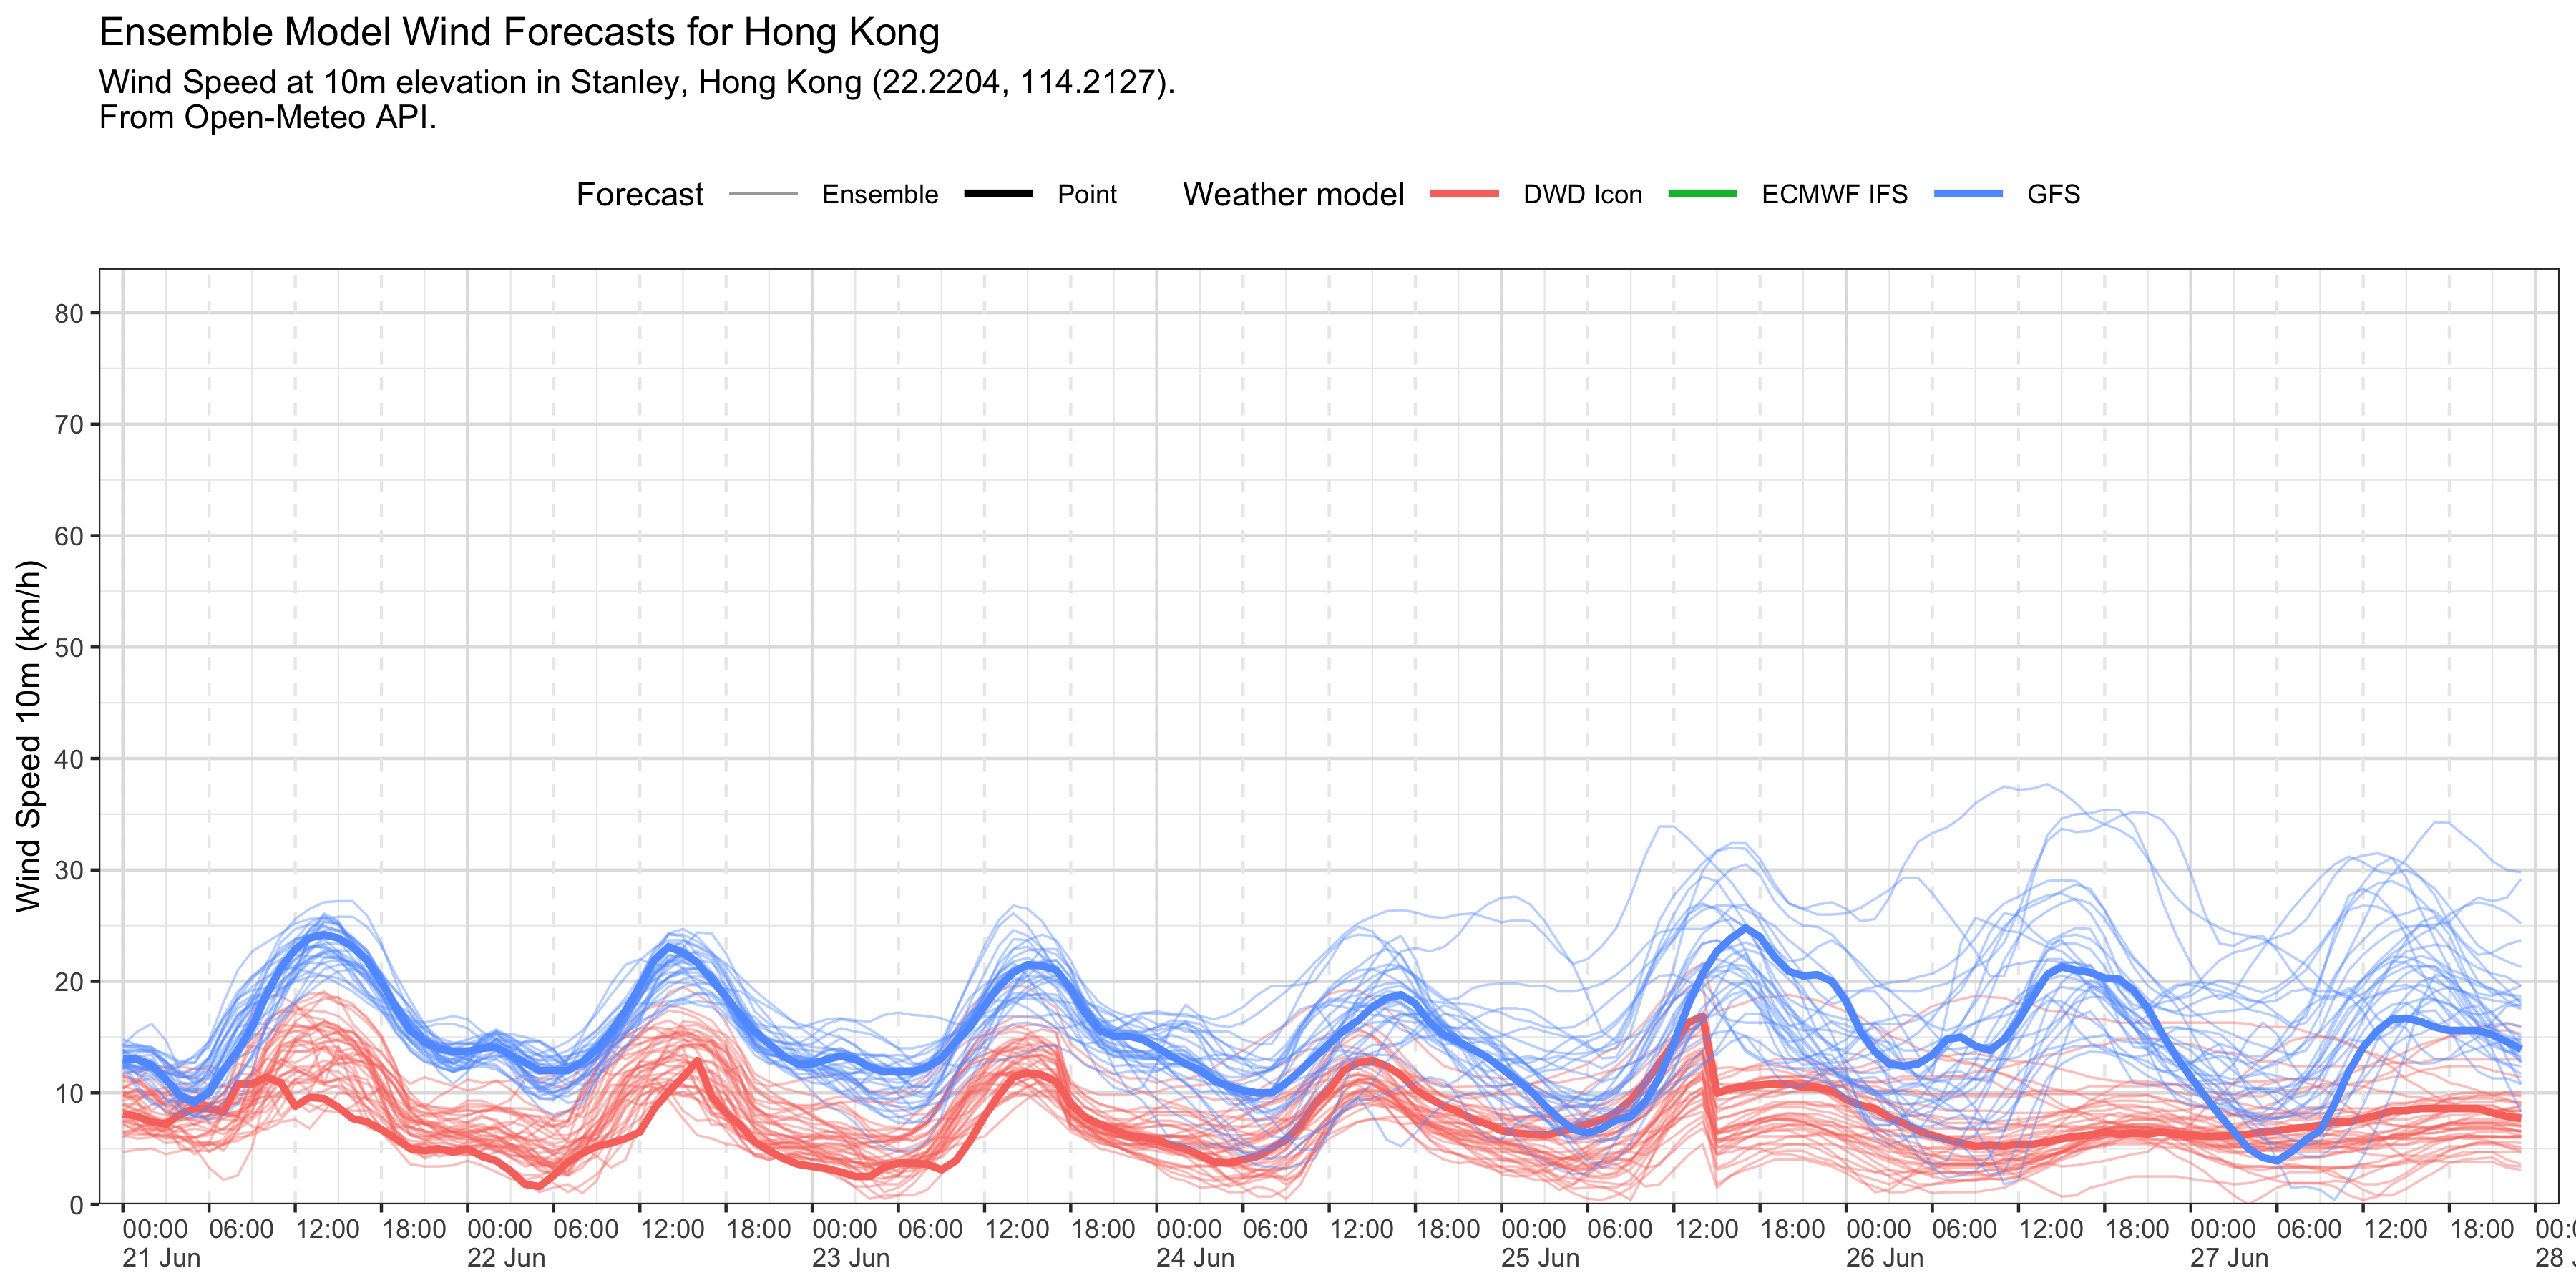 Ensemble Model Wind Forecasts for Hong Kong
Wind Speed at 10m elevation in Stanley, Hong Kong (22.2204, 114.2127).
From Open-Meteo API.
Forecast Ensemble Point Weather model DWD Icon ECMWF IFS GFS
Wind Speed 10m (km/h)
80
70
60
50
40
30
20
10
0
00:00 06:00 12:00 18:00 00:00 06:00 12:00 18:00 00:00 06:00 12:00 18:00 00:00 06:00 12:00 18:00 00:00 06:00 12:00 18:00 00:00 06:00 12:00 18:00 00:00 06:00 12:00 18:00 00:
21 Jun 22 Jun 23 Jun 24 Jun 25 Jun 26 Jun 27 Jun 28